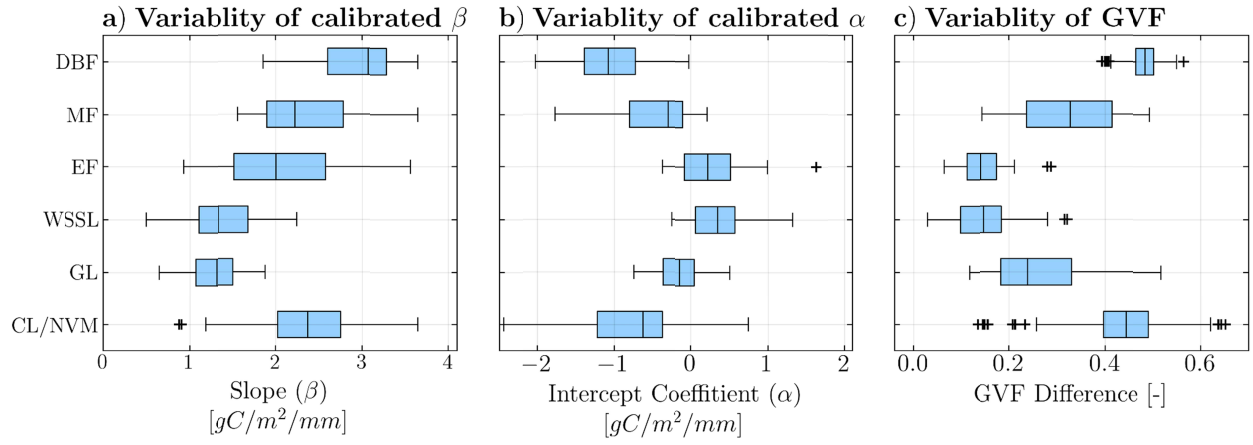 a) Variablity of calibrated β
b) Variablity of calibrated α
c) Variablity of GVF
DBF
MF
EF
WSSL
GL
CL/NVM
0 1 2 3 4
−2 −1 0 1 2
0.0 0.2 0.4 0.6
Slope (β)
[gC/m²/mm]
Intercept Coeffitient (α)
[gC/m²/mm]
GVF Difference [-]